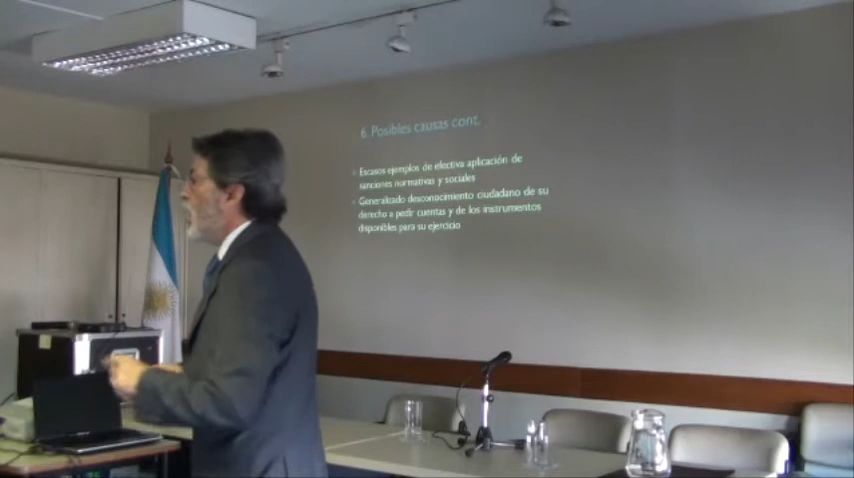 6. Posibles causas cont.
Escasos ejemplos de efectiva aplicación de
sanciones normativas y sociales
Generalizado desconocimiento ciudadano de su
derecho a pedir cuentas y de los instrumentos
disponibles para su ejercicio